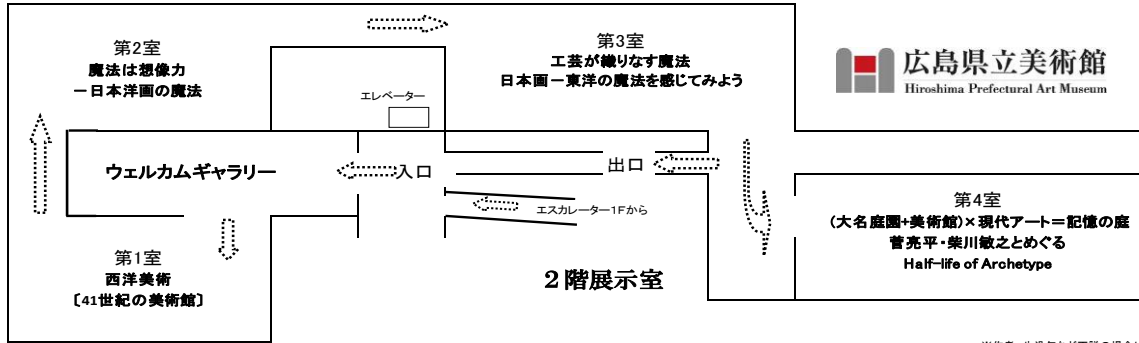 第2室
魔法は想像力
ー日本洋画の魔法
第3室
工芸が織りなす魔法
日本画ー東洋の魔法を感じてみよう
広島県立美術館
Hiroshima Prefectural Art Museum
エレベーター
ウェルカムギャラリー
入口
出口
エスカレーター1Fから
第4室
(大名庭園+美術館)×現代アート=記憶の庭
菅亮平・柴川敏之とめぐる
Half-life of Archetype
第1室
西洋美術
〔41世紀の美術館〕
2階展示室